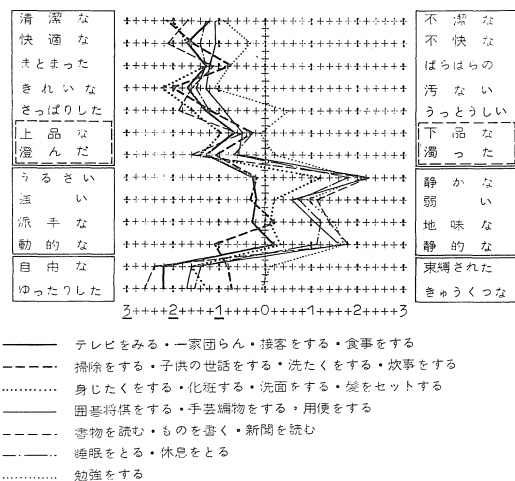 清潔な 不潔な
快適な 不快な
まとまった ばらばらの
きれいな 汚ない
さっぱりした うっとうしい
上品な 下品な
澄んだ 濁った
うるさい 静かな
強い 弱い
派手な 地味な
動的な 静的な
自由な 束縛された
ゆったりした きゅうくつな
3 2 1 0 1 2 3
テレビをみる・一家団らん・接客をする・食事をする
掃除をする・子供の世話をする・洗たくをする・炊事をする
身じたくをする・化粧する・洗面をする・髪をセットする
囲碁将棋をする・手芸編物をする・用便をする
書物を読む・ものを書く・新聞を読む
睡眠をとる・休息をとる
勉強をする